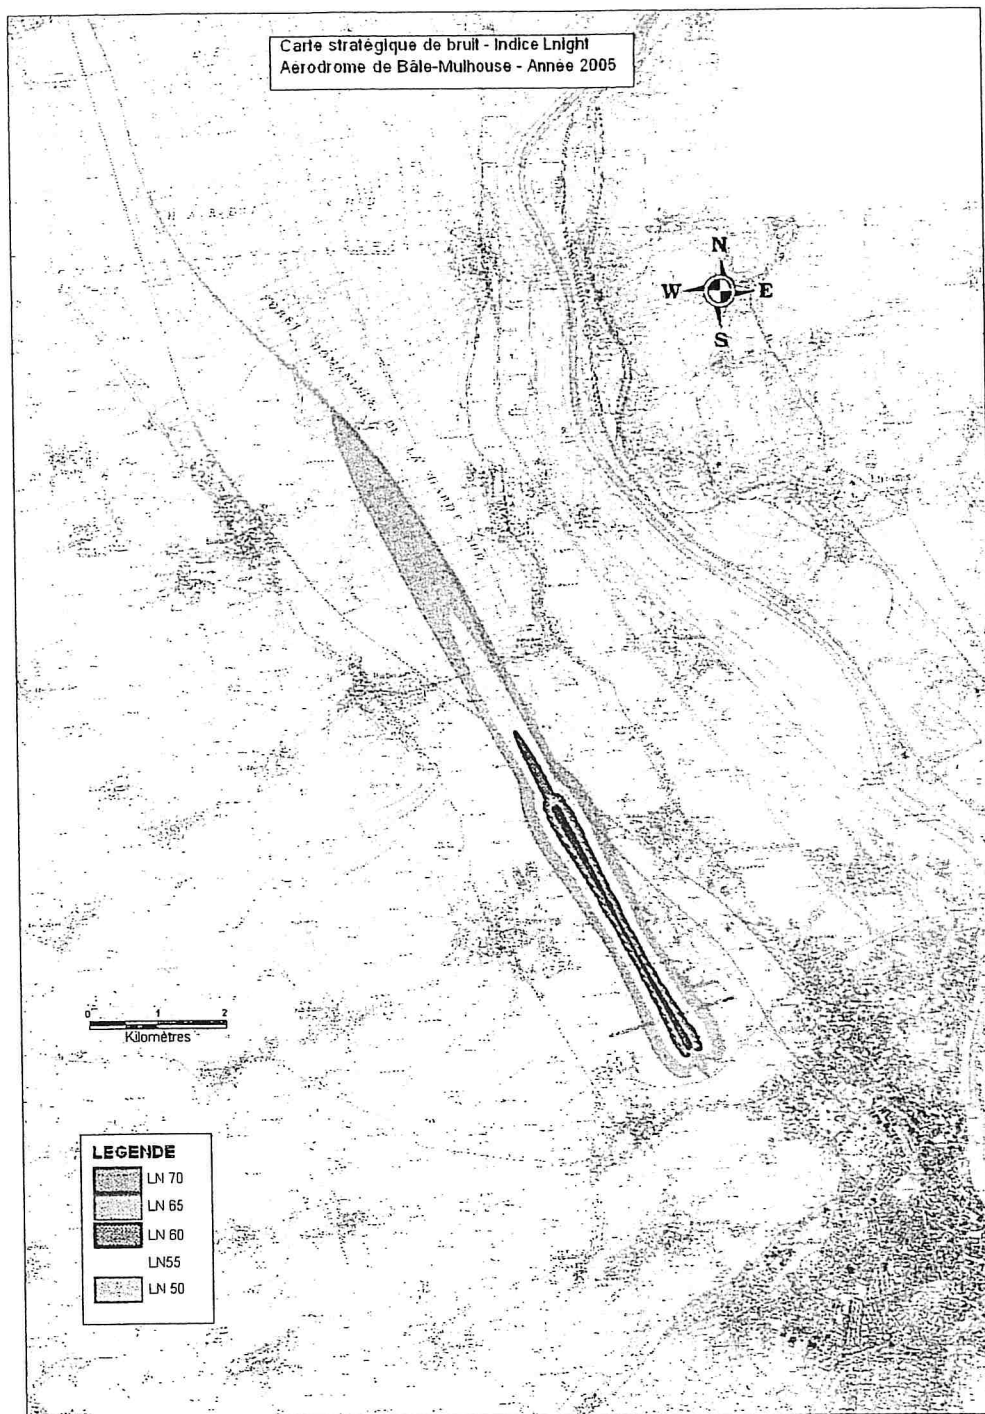 Carte stratégique de bruit - Indice Lnight
Aérodrome de Bâle-Mulhouse - Année 2005
N
W E
S
0 1 2
Kilomètres
LEGENDE
LN 70
LN 65
LN 60
LN55
LN 50